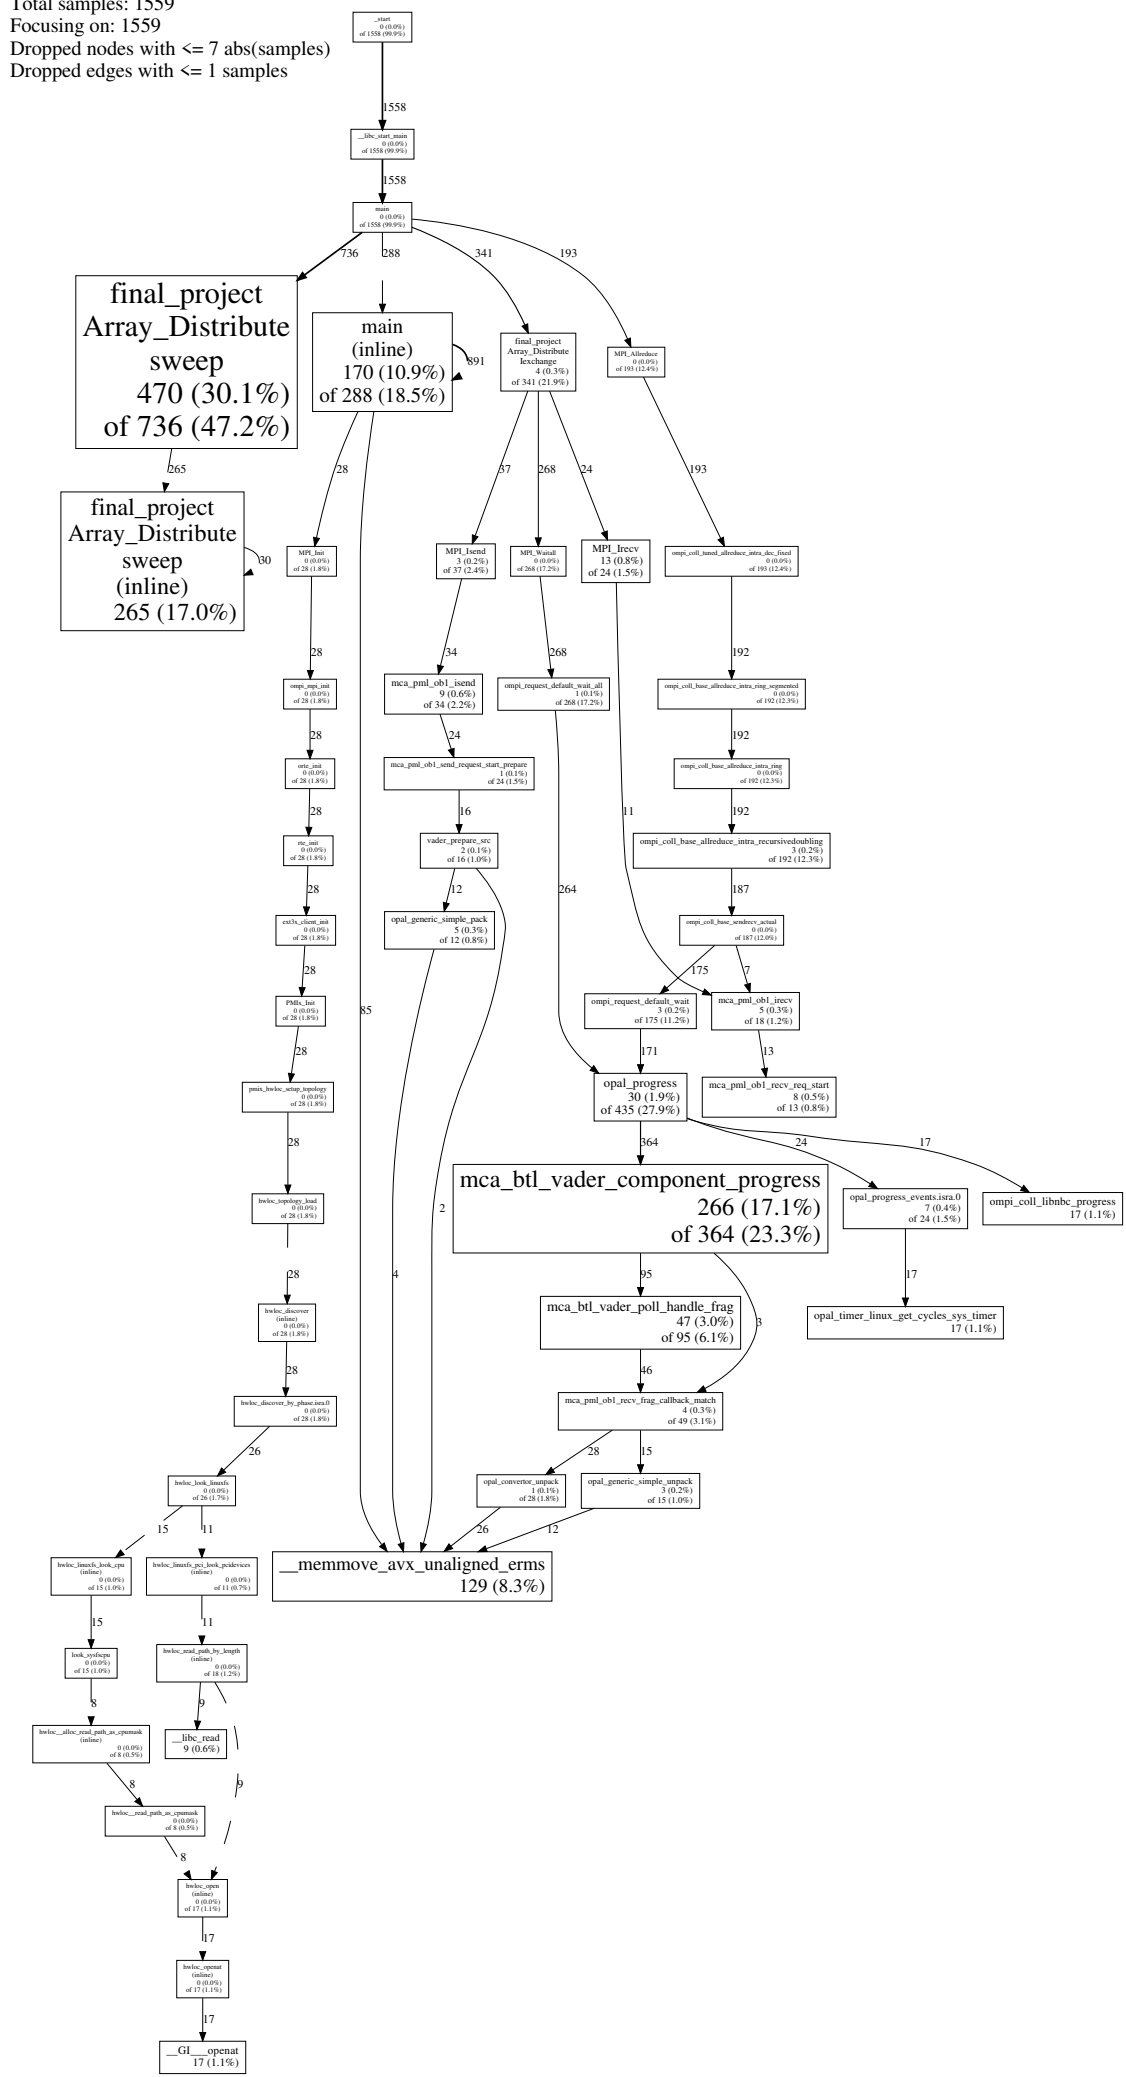 Total samples: 1559
Focusing on: 1559
Dropped nodes with <= 7 abs(samples)
Dropped edges with <= 1 samples
_start
0 (0.0%)
of 1558 (99.9%)
1558
__libc_start_main
0 (0.0%)
of 1558 (99.9%)
1558
main
0 (0.0%)
of 1558 (99.9%)
736
288
341
193
final_project
Array_Distribute
sweep
470 (30.1%)
of 736 (47.2%)
main
(inline)
170 (10.9%)
of 288 (18.5%)
891
final_project
Array_Distribute
Iexchange
4 (0.3%)
of 341 (21.9%)
MPI_Allreduce
0 (0.0%)
of 193 (12.4%)
265
28
37
268
24
193
final_project
Array_Distribute
sweep
(inline)
265 (17.0%)
30
MPI_Init
0 (0.0%)
of 28 (1.8%)
MPI_Isend
3 (0.2%)
of 37 (2.4%)
MPI_Waitall
0 (0.0%)
of 268 (17.2%)
MPI_Irecv
13 (0.8%)
of 24 (1.5%)
ompi_coll_tuned_allreduce_intra_dec_fixed
0 (0.0%)
of 193 (12.4%)
28
34
268
192
ompi_mpi_init
0 (0.0%)
of 28 (1.8%)
mca_pml_ob1_isend
9 (0.6%)
of 34 (2.2%)
ompi_request_default_wait_all
1 (0.1%)
of 268 (17.2%)
ompi_coll_base_allreduce_intra_ring_segmented
0 (0.0%)
of 192 (12.3%)
28
24
192
orte_init
0 (0.0%)
of 28 (1.8%)
mca_pml_ob1_send_request_start_prepare
1 (0.1%)
of 24 (1.5%)
ompi_coll_base_allreduce_intra_ring
0 (0.0%)
of 192 (12.3%)
28
16
11
192
rte_init
0 (0.0%)
of 28 (1.8%)
vader_prepare_src
2 (0.1%)
of 16 (1.0%)
ompi_coll_base_allreduce_intra_recursivedoubling
3 (0.2%)
of 192 (12.3%)
28
12
264
187
ext3x_client_init
0 (0.0%)
of 28 (1.8%)
opal_generic_simple_pack
5 (0.3%)
of 12 (0.8%)
ompi_coll_base_sendrecv_actual
0 (0.0%)
of 187 (12.0%)
28
175
7
PMIx_Init
0 (0.0%)
of 28 (1.8%)
85
ompi_request_default_wait
3 (0.2%)
of 175 (11.2%)
mca_pml_ob1_irecv
5 (0.3%)
of 18 (1.2%)
28
171
13
pmix_hwloc_setup_topology
0 (0.0%)
of 28 (1.8%)
opal_progress
30 (1.9%)
of 435 (27.9%)
mca_pml_ob1_recv_req_start
8 (0.5%)
of 13 (0.8%)
28
364
24
17
hwloc_topology_load
0 (0.0%)
of 28 (1.8%)
2
mca_btl_vader_component_progress
266 (17.1%)
of 364 (23.3%)
opal_progress_events.isra.0
7 (0.4%)
of 24 (1.5%)
ompi_coll_libnbc_progress
17 (1.1%)
28
4
95
17
hwloc_discover
(inline)
0 (0.0%)
of 28 (1.8%)
mca_btl_vader_poll_handle_frag
47 (3.0%)
of 95 (6.1%)
3
opal_timer_linux_get_cycles_sys_timer
17 (1.1%)
28
46
hwloc_discover_by_phase.isra.0
0 (0.0%)
of 28 (1.8%)
mca_pml_ob1_recv_frag_callback_match
4 (0.3%)
of 49 (3.1%)
26
28
15
hwloc_look_linuxfs
0 (0.0%)
of 26 (1.7%)
opal_convertor_unpack
1 (0.1%)
of 28 (1.8%)
opal_generic_simple_unpack
3 (0.2%)
of 15 (1.0%)
15
11
26
12
hwloc_linuxfs_look_cpu
(inline)
0 (0.0%)
of 15 (1.0%)
hwloc_linuxfs_pci_look_pcidevices
(inline)
0 (0.0%)
of 11 (0.7%)
__memmove_avx_unaligned_erms
129 (8.3%)
15
11
look_sysfscpu
0 (0.0%)
of 15 (1.0%)
hwloc_read_path_by_length
(inline)
0 (0.0%)
of 18 (1.2%)
8
9
hwloc__alloc_read_path_as_cpumask
(inline)
0 (0.0%)
of 8 (0.5%)
__libc_read
9 (0.6%)
8
9
hwloc__read_path_as_cpumask
0 (0.0%)
of 8 (0.5%)
8
hwloc_open
(inline)
0 (0.0%)
of 17 (1.1%)
17
hwloc_openat
(inline)
0 (0.0%)
of 17 (1.1%)
17
__GI___openat
17 (1.1%)